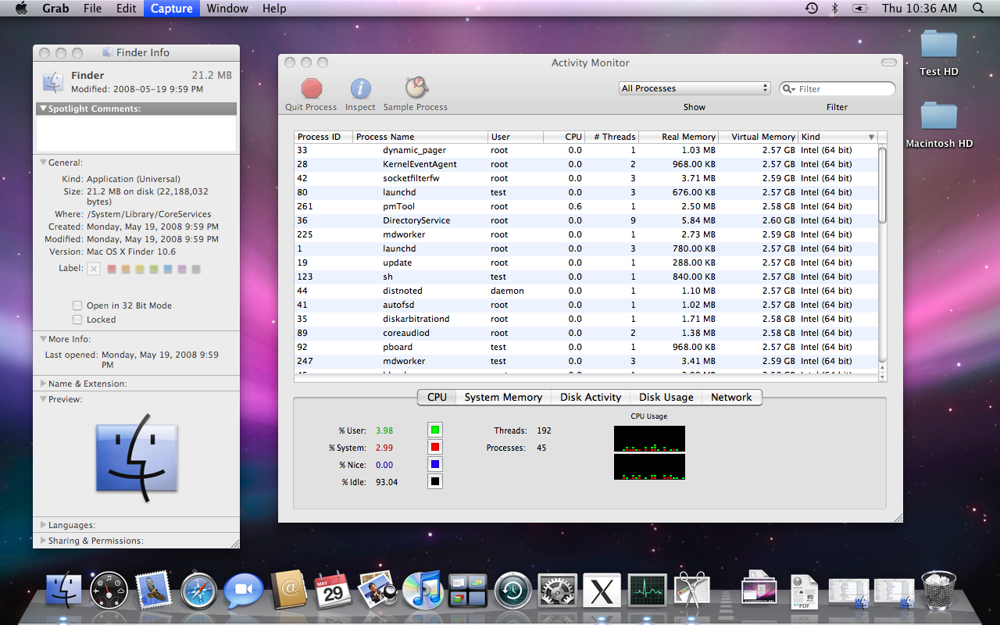 Grab File Edit Capture Window Help Thu 10:36 AM
Finder Info
Finder 21.2 MB
Modified: 2008-05-19 9:59 PM
Spotlight Comments:
General:
Kind: Application (Universal)
Size: 21.2 MB on disk (22,188,032
bytes)
Where: /System/Library/CoreServices
Created: Monday, May 19, 2008 9:59 PM
Modified: Monday, May 19, 2008 9:59 PM
Version: Mac OS X Finder 10.6
Label:
Open in 32 Bit Mode
Locked
More Info:
Last opened: Monday, May 19, 2008 9:59
PM
Name & Extension:
Preview:
Languages:
Sharing & Permissions:
Activity Monitor
Quit Process Inspect Sample Process
All Processes Filter
Show Filter
Process ID Process Name User CPU # Threads Real Memory Virtual Memory Kind
33 dynamic_pager root 0.0 1 1.03 MB 2.57 GB Intel (64 bit)
28 KernelEventAgent root 0.0 2 968.00 KB 2.57 GB Intel (64 bit)
42 socketfilterfw root 0.0 3 3.71 MB 2.59 GB Intel (64 bit)
80 launchd test 0.0 3 676.00 KB 2.57 GB Intel (64 bit)
261 pmTool root 0.6 1 2.50 MB 2.58 GB Intel (64 bit)
36 DirectoryService root 0.0 9 5.84 MB 2.60 GB Intel (64 bit)
225 mdworker root 0.0 1 2.73 MB 2.59 GB Intel (64 bit)
1 launchd root 0.0 3 780.00 KB 2.57 GB Intel (64 bit)
19 update root 0.0 1 288.00 KB 2.57 GB Intel (64 bit)
123 sh test 0.0 1 840.00 KB 2.57 GB Intel (64 bit)
44 distnoted daemon 0.0 1 1.10 MB 2.57 GB Intel (64 bit)
41 autofsd root 0.0 1 1.02 MB 2.57 GB Intel (64 bit)
35 diskarbitrationd root 0.0 1 1.71 MB 2.58 GB Intel (64 bit)
89 coreaudiod root 0.0 2 1.38 MB 2.58 GB Intel (64 bit)
92 pboard test 0.0 1 968.00 KB 2.57 GB Intel (64 bit)
247 mdworker test 0.0 3 3.41 MB 2.59 GB Intel (64 bit)
CPU System Memory Disk Activity Disk Usage Network
CPU Usage
% User: 3.98 Threads: 192
% System: 2.99 Processes: 45
% Nice: 0.00
% Idle: 93.04
Test HD
Macintosh HD
MAY
29
X
PDF